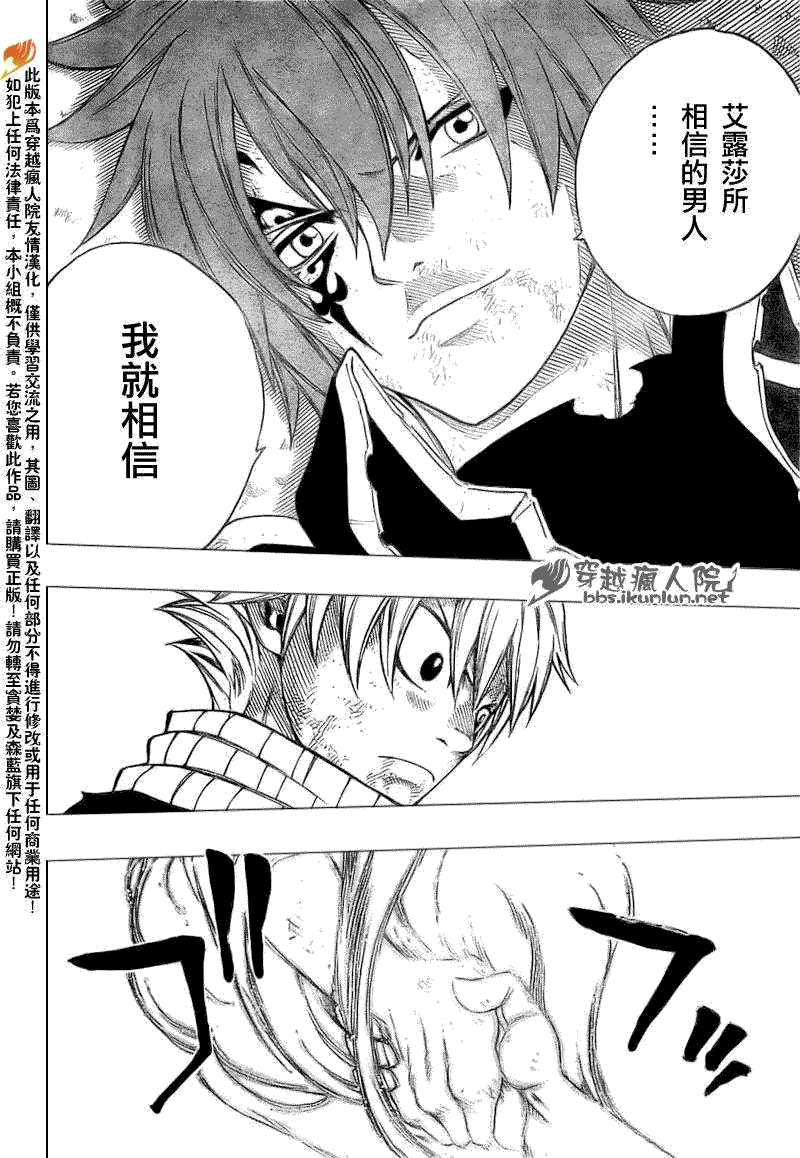 艾露莎所
相信的男人
……
我就相信
穿越瘋人院
bbs.ikunlun.net
グッ
グッ
此版本爲穿越瘋人院友情漢化，僅供學習交流之用，其圖、翻譯以及任何部分不得進行修改或用于任何商業用途！
如犯上任何法律責任，本小組概不負責。若您喜歡此作品，請購買正版！請勿轉至貪婪及森藍旗下任何網站！